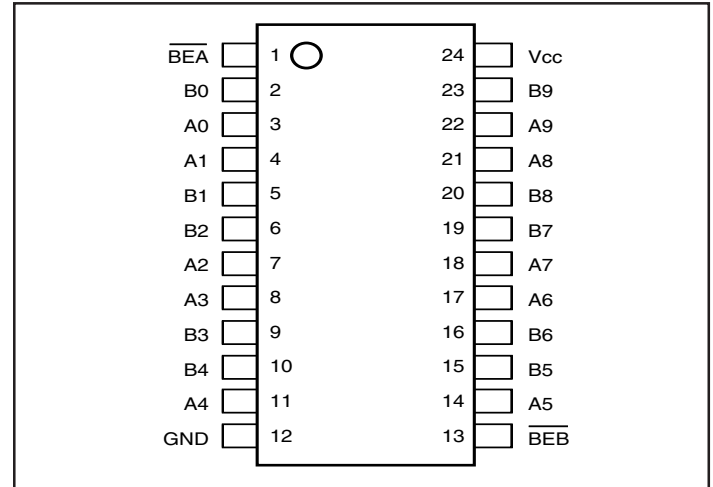 B̅E̅A̅ 1 24 Vcc
B0 2 23 B9
A0 3 22 A9
A1 4 21 A8
B1 5 20 B8
B2 6 19 B7
A2 7 18 A7
A3 8 17 A6
B3 9 16 B6
B4 10 15 B5
A4 11 14 A5
GND 12 13 B̅E̅B̅